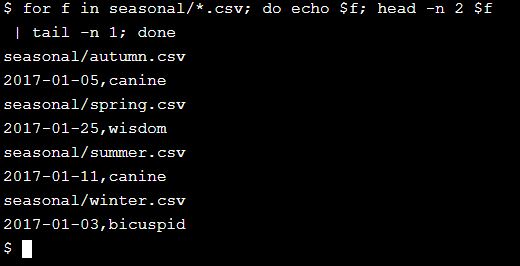 $ for f in seasonal/*.csv; do echo $f; head -n 2 $f
| tail -n 1; done
seasonal/autumn.csv
2017-01-05,canine
seasonal/spring.csv
2017-01-25,wisdom
seasonal/summer.csv
2017-01-11,canine
seasonal/winter.csv
2017-01-03,bicuspid
$